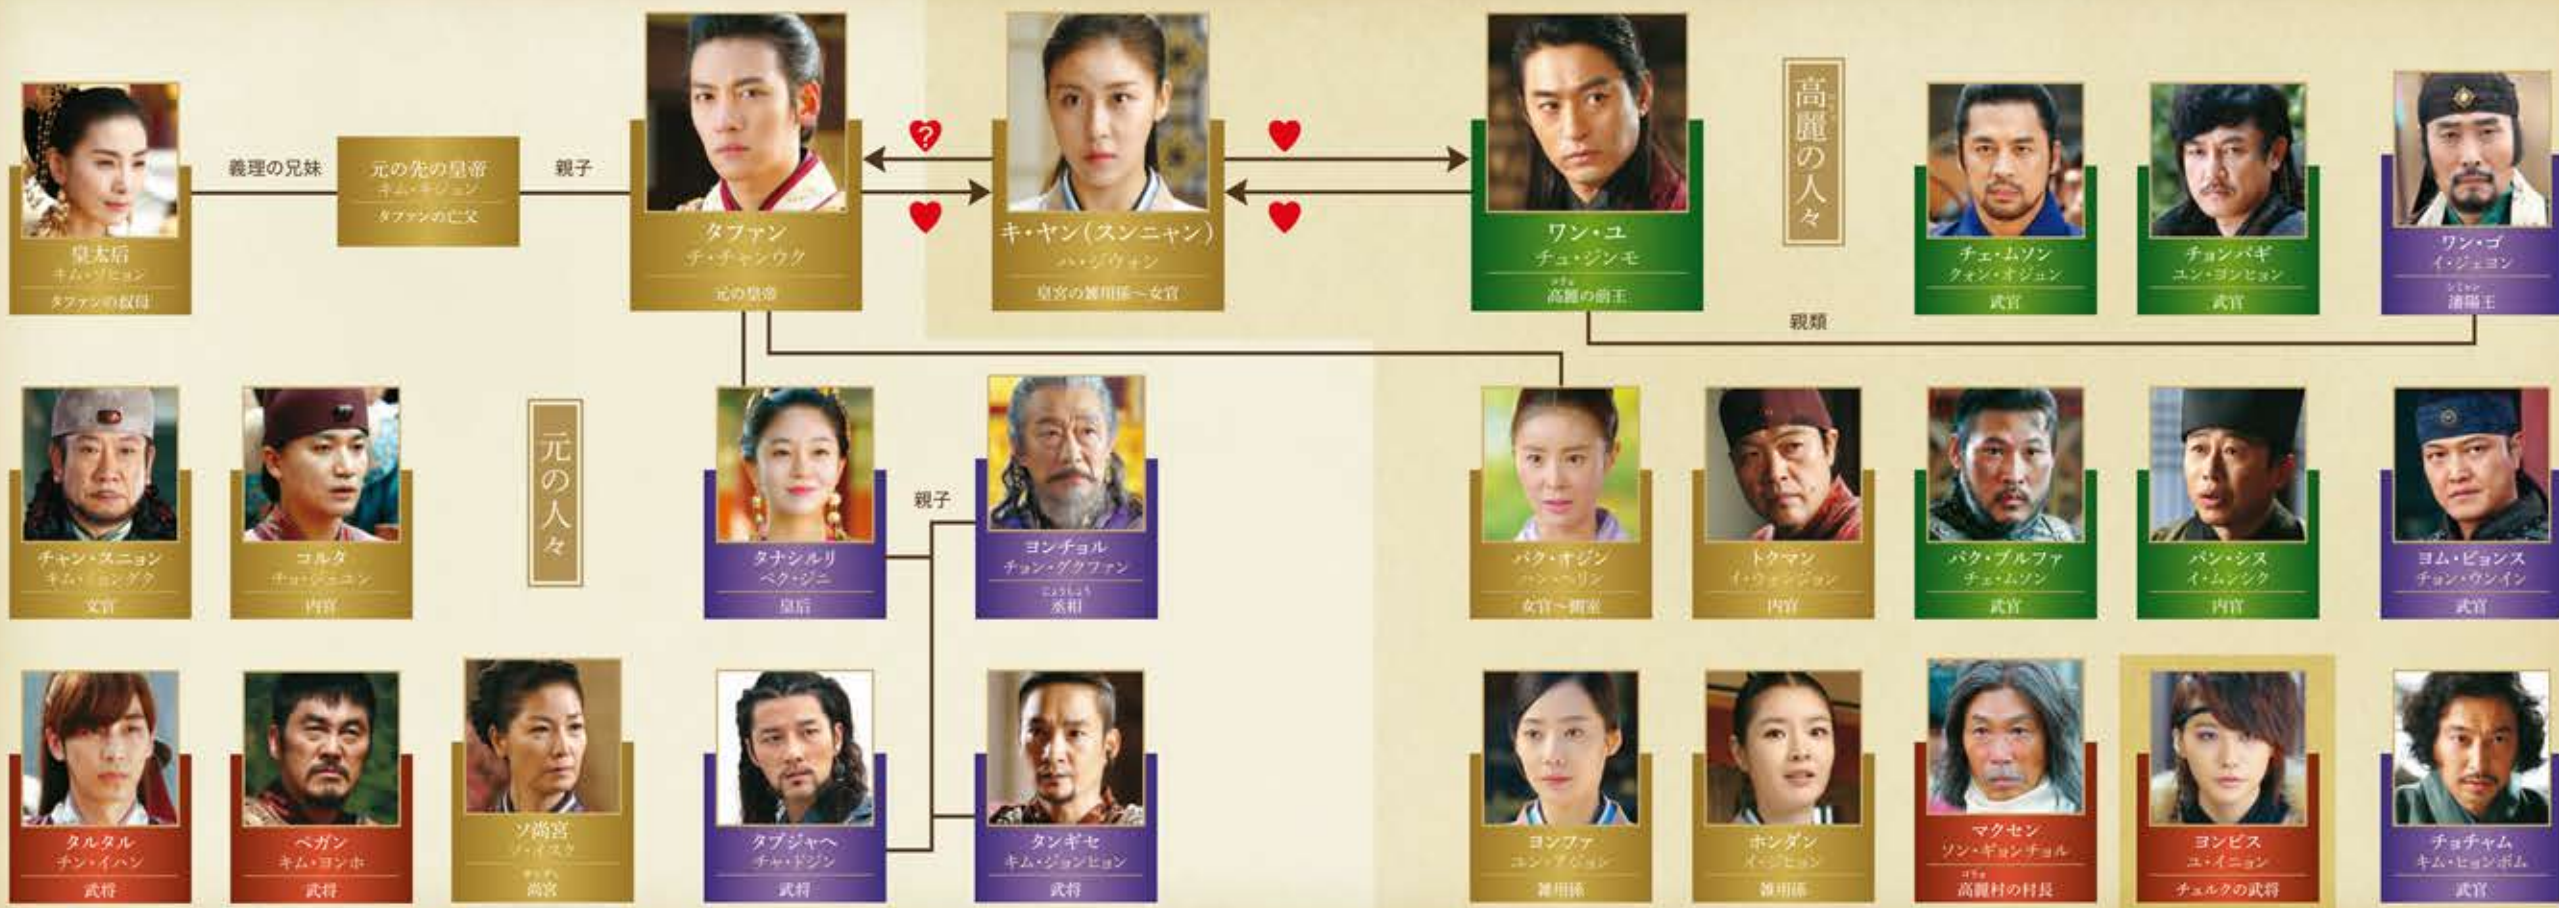 義理の兄妹
元の先の皇帝
キム・キジョン
タファンの亡父
親子
皇太后
キム・ソヒョン
タファンの叔母
タファン
チ・チャンウク
元の皇帝
?
キ・ヤン(スンニャン)
ハ・ジウォン
皇宮の雑用係~女官
ワン・ユ
チュ・ジンモ
高麗の前王
高麗の人々
チェ・ムソン
クォン・オジュン
武官
チョンバギ
ユン・ヨンヒョン
武官
ワン・ゴ
イ・ジェヨン
瀋陽王
親類
チャン・スニョン
キム・ミョングク
文官
コルタ
チョ・ジェユン
内官
元の人々
タナシルリ
ペク・ジニ
皇后
親子
ヨンチョル
チョン・グクファン
じょうしょう
丞相
パク・オジン
ハン・ヘリン
女官~側室
トクマン
イ・ウォンジョン
内官
パク・ブルファ
チェ・ムソン
武官
パン・シヌ
イ・ムンシク
内官
ヨム・ビョンス
チョン・ウンイン
武官
タルタル
チン・イハン
武将
ペガン
キム・ヨンホ
武将
ソ尚宮
ソ・イスク
尚宮
タプジャヘ
チャ・ドジン
武将
タンギセ
キム・ジョンヒョン
武将
ヨンファ
ユン・アジョン
雑用係
ホンダン
イ・ジヒョン
雑用係
マクセン
ソン・ギョンチョル
コリョ
高麗村の村長
ヨンビス
ユ・イニョン
チュルクの武将
チョチャム
キム・ヒョンボム
武官